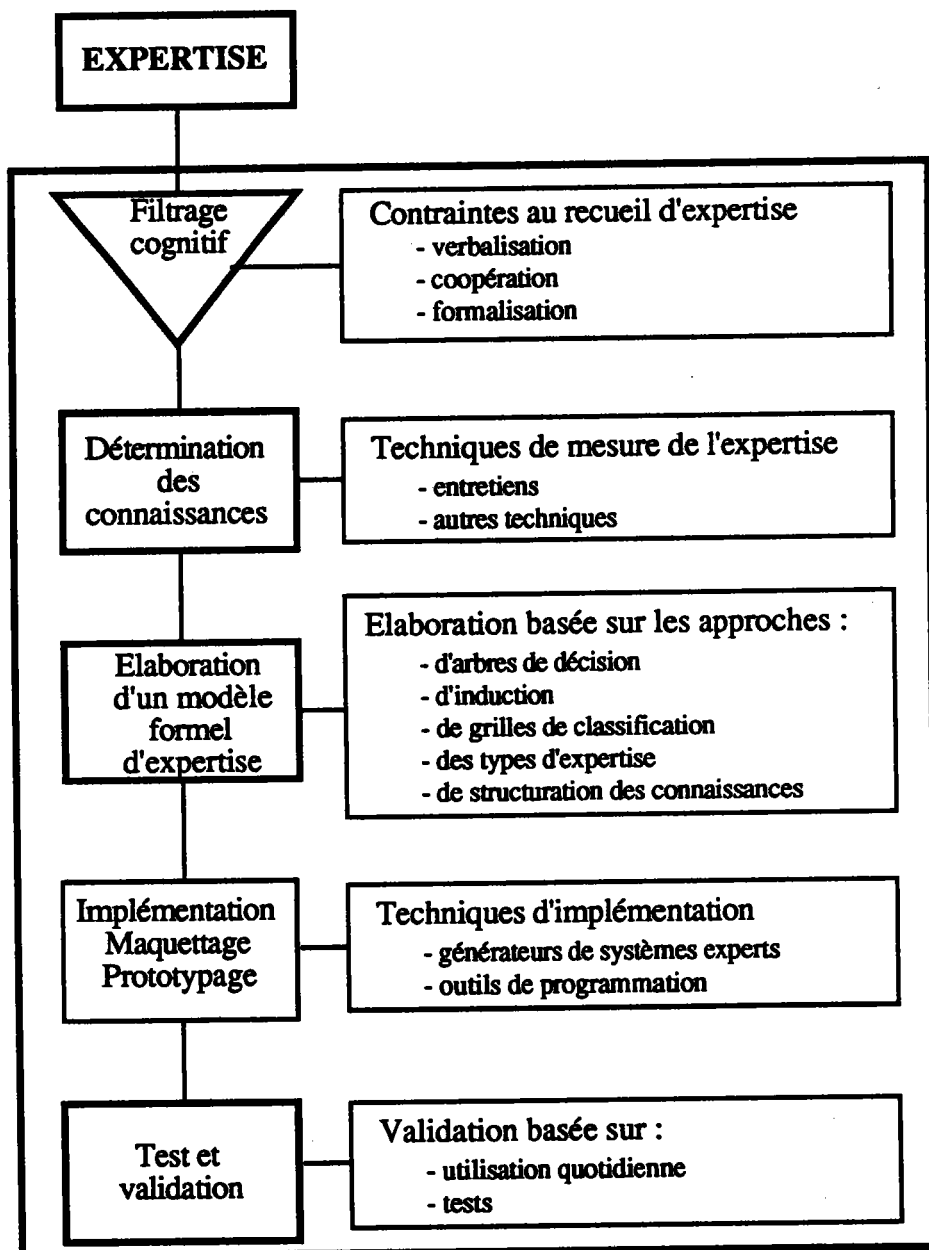 EXPERTISE
Filtrage
cognitif
Contraintes au recueil d'expertise
- verbalisation
- coopération
- formalisation
Détermination
des
connaissances
Techniques de mesure de l'expertise
- entretiens
- autres techniques
Elaboration
d'un modèle
formel
d'expertise
Elaboration basée sur les approches :
- d'arbres de décision
- d'induction
- de grilles de classification
- des types d'expertise
- de structuration des connaissances
Implémentation
Maquettage
Prototypage
Techniques d'implémentation
- générateurs de systèmes experts
- outils de programmation
Test et
validation
Validation basée sur :
- utilisation quotidienne
- tests